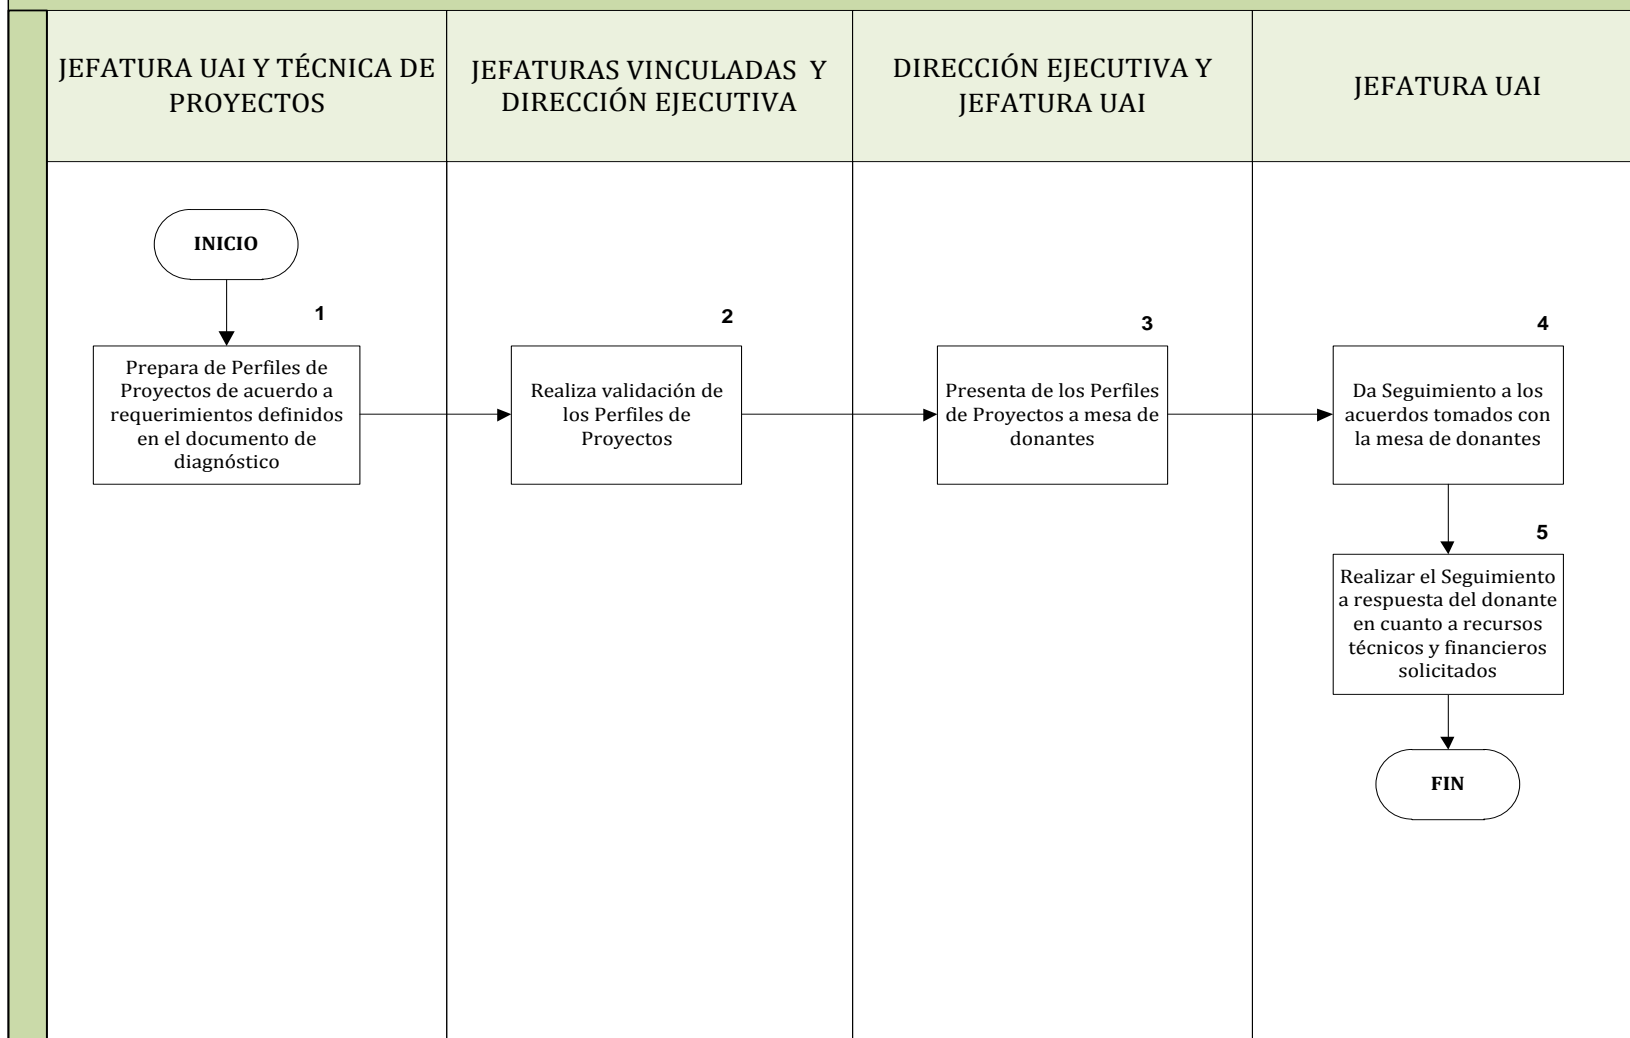 JEFATURA UAI Y TÉCNICA DE
PROYECTOS
JEFATURAS VINCULADAS Y
DIRECCIÓN EJECUTIVA
DIRECCIÓN EJECUTIVA Y
JEFATURA UAI
JEFATURA UAI
INICIO
1
Prepara de Perfiles de
Proyectos de acuerdo a
requerimientos definidos
en el documento de
diagnóstico
2
Realiza validación de
los Perfiles de
Proyectos
3
Presenta de los Perfiles
de Proyectos a mesa de
donantes
4
Da Seguimiento a los
acuerdos tomados con
la mesa de donantes
5
Realizar el Seguimiento
a respuesta del donante
en cuanto a recursos
técnicos y financieros
solicitados
FIN